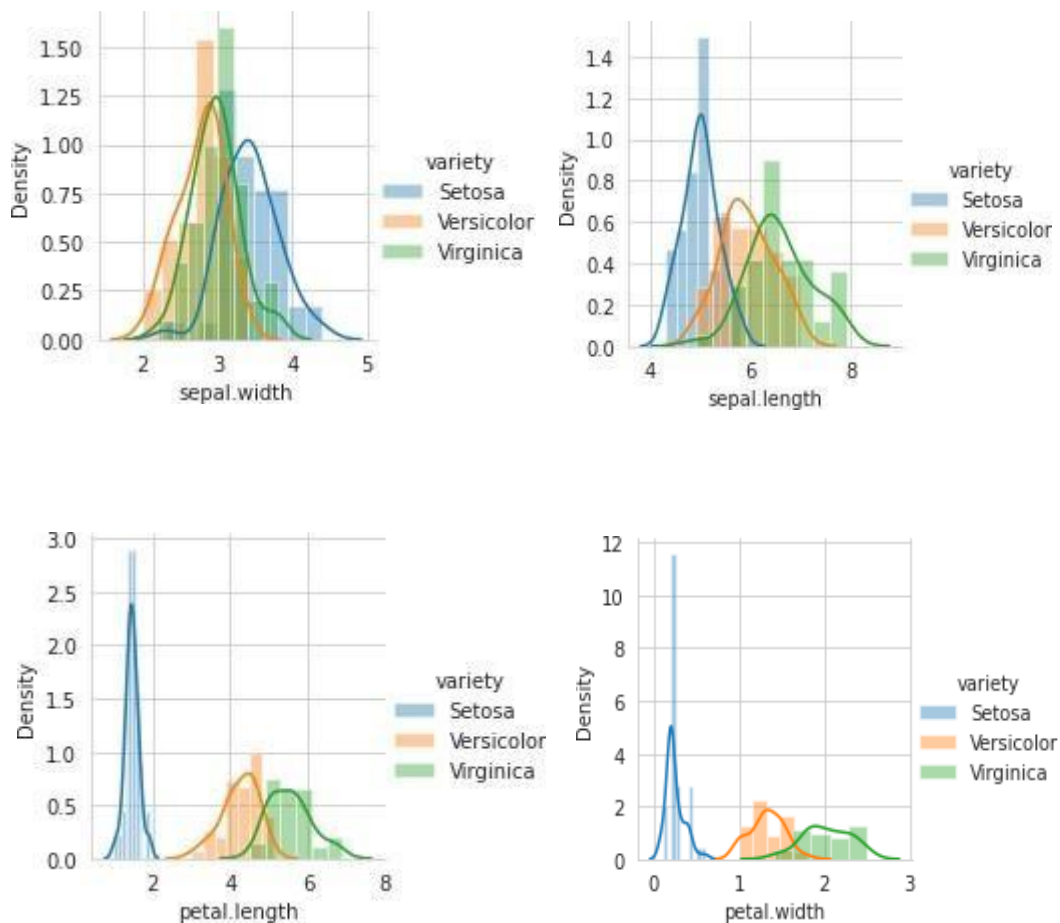 1.50
1.25
1.00
0.75
0.50
0.25
0.00
Density
2 3 4 5
sepal.width
variety
Setosa
Versicolor
Virginica
1.4
1.2
1.0
0.8
0.6
0.4
0.2
0.0
Density
4 6 8
sepal.length
variety
Setosa
Versicolor
Virginica
3.0
2.5
2.0
1.5
1.0
0.5
0.0
Density
2 4 6 8
petal.length
variety
Setosa
Versicolor
Virginica
12
10
8
6
4
2
0
Density
0 1 2 3
petal.width
variety
Setosa
Versicolor
Virginica